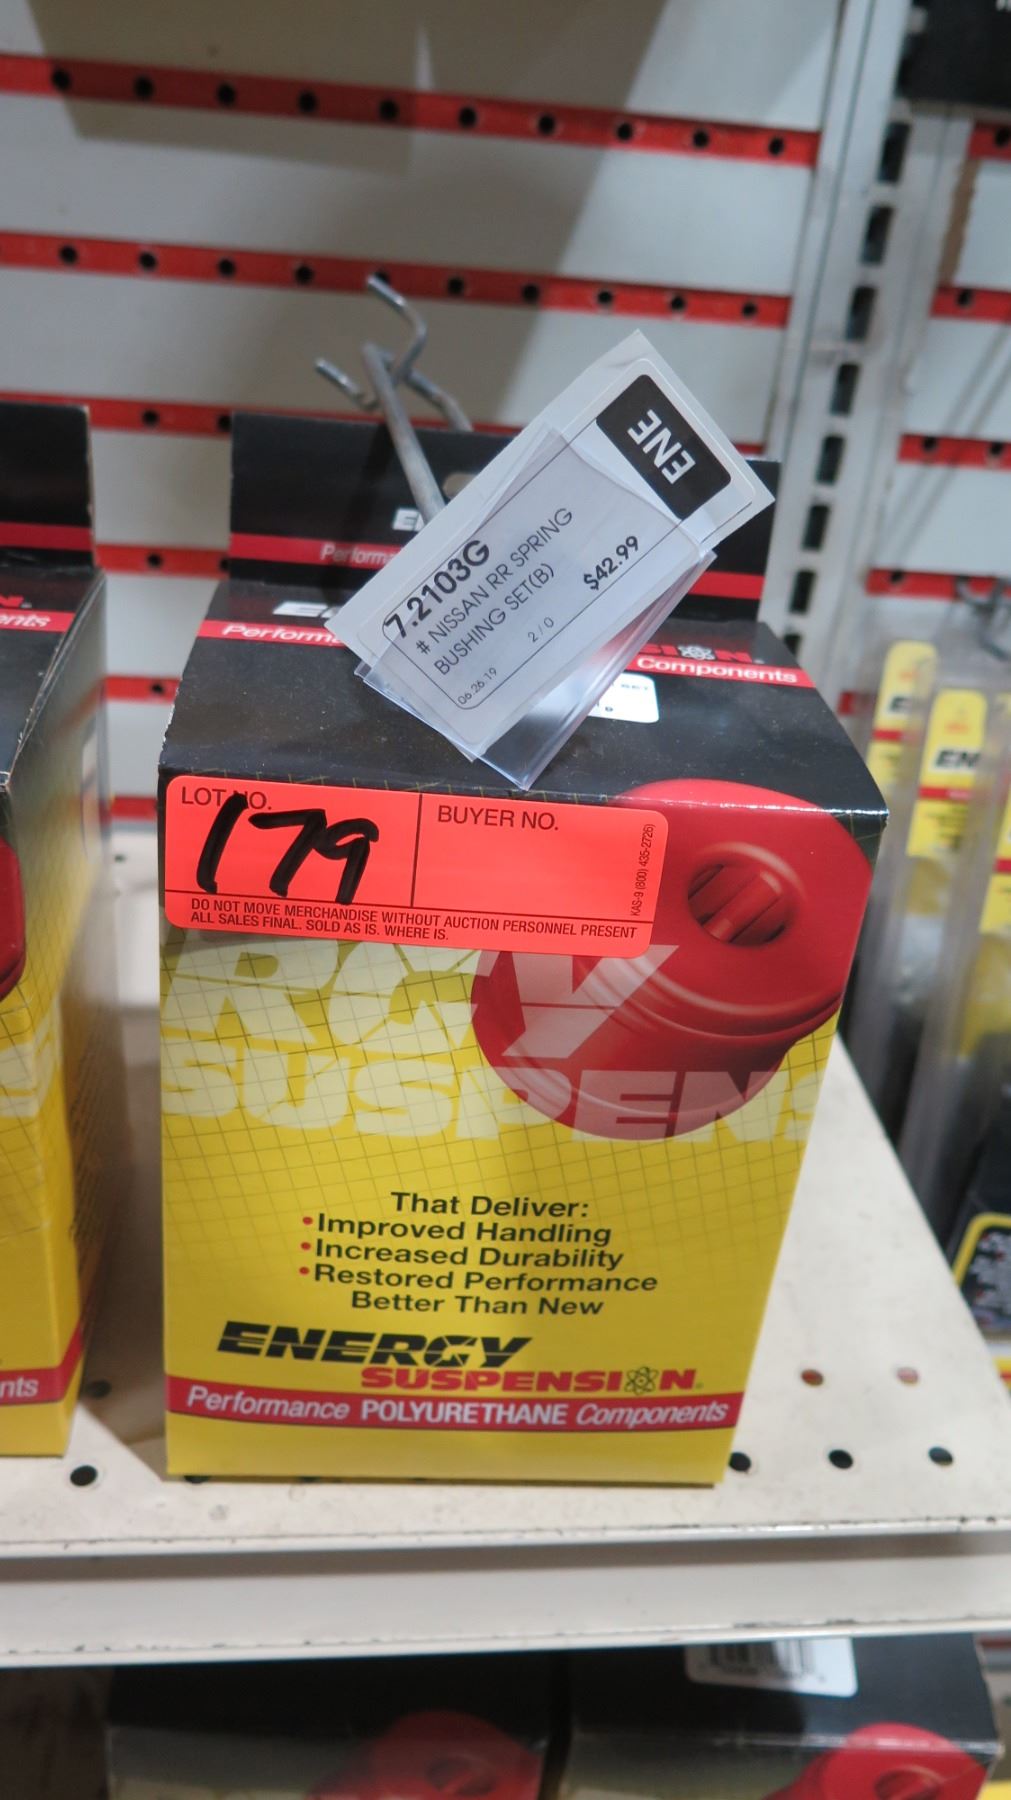 ENE
7.2103G
# NISSAN RR SPRING
BUSHING SET(B)
$42.99
06.26.19
2/0
Components
LOT NO.
179
BUYER NO.
KAS-9 (800) 435-2726)
DO NOT MOVE MERCHANDISE WITHOUT AUCTION PERSONNEL PRESENT
ALL SALES FINAL. SOLD AS IS. WHERE IS.
That Deliver:
•Improved Handling
•Increased Durability
•Restored Performance
Better Than New
ENERGY
SUSPENSION
Performance POLYURETHANE Components